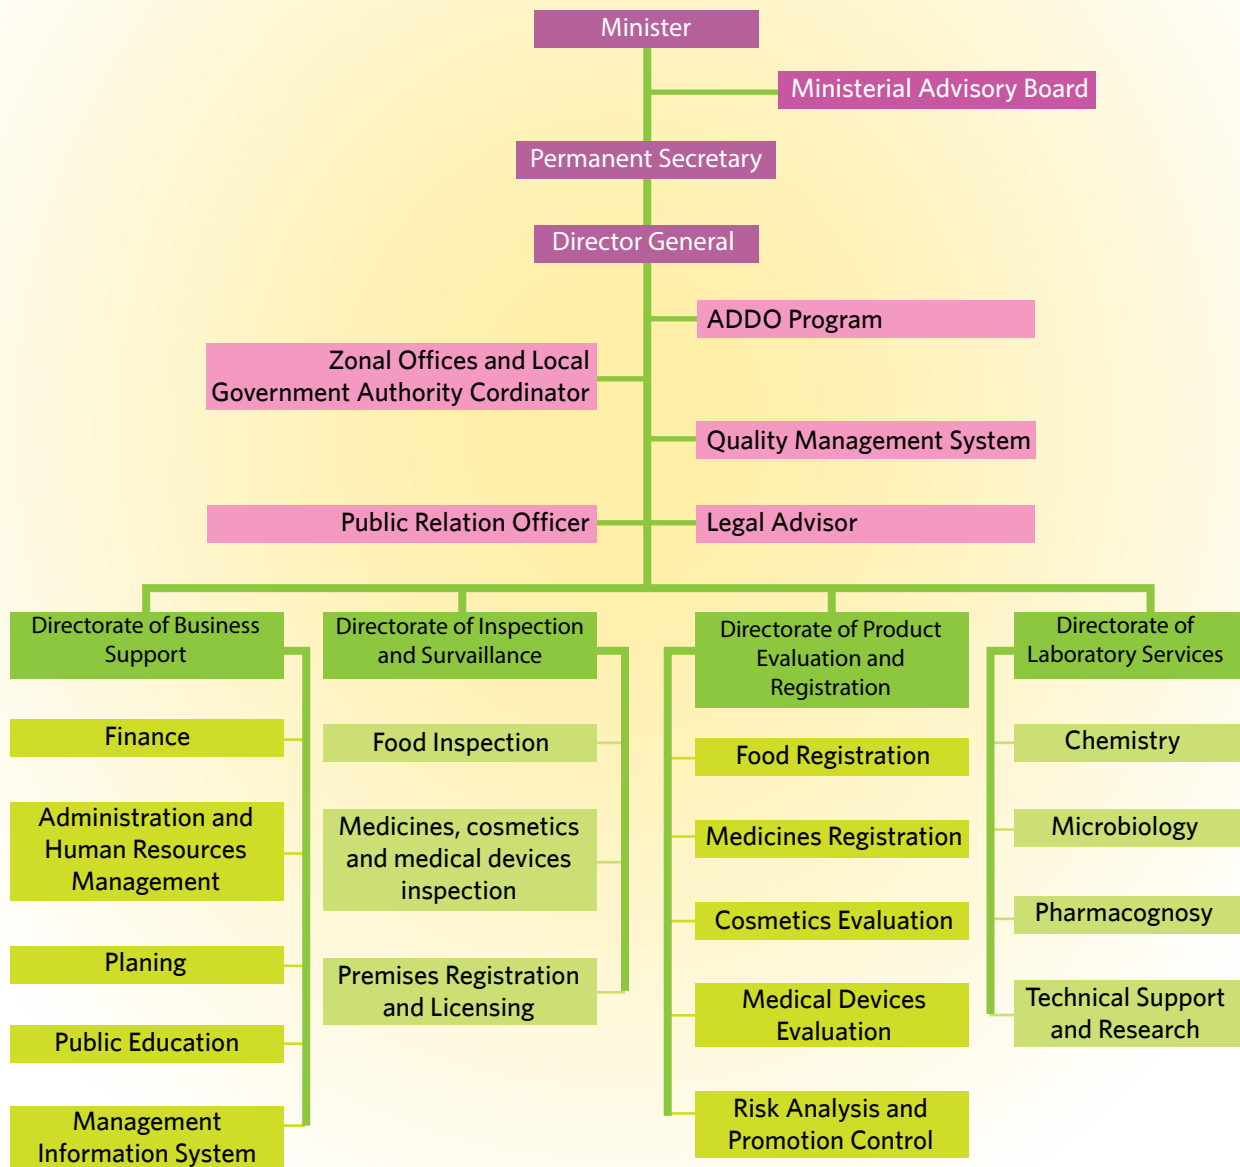 Minister
Ministerial Advisory Board
Permanent Secretary
Director General
ADDO Program
Zonal Offices and Local
Government Authority Cordinator
Quality Management System
Public Relation Officer
Legal Advisor
Directorate of Business
Support
Finance
Administration and
Human Resources
Management
Planing
Public Education
Management
Information System
Directorate of Inspection
and Survaillance
Food Inspection
Medicines, cosmetics
and medical devices
inspection
Premises Registration
and Licensing
Directorate of Product
Evaluation and
Registration
Food Registration
Medicines Registration
Cosmetics Evaluation
Medical Devices
Evaluation
Risk Analysis and
Promotion Control
Directorate of
Laboratory Services
Chemistry
Microbiology
Pharmacognosy
Technical Support
and Research